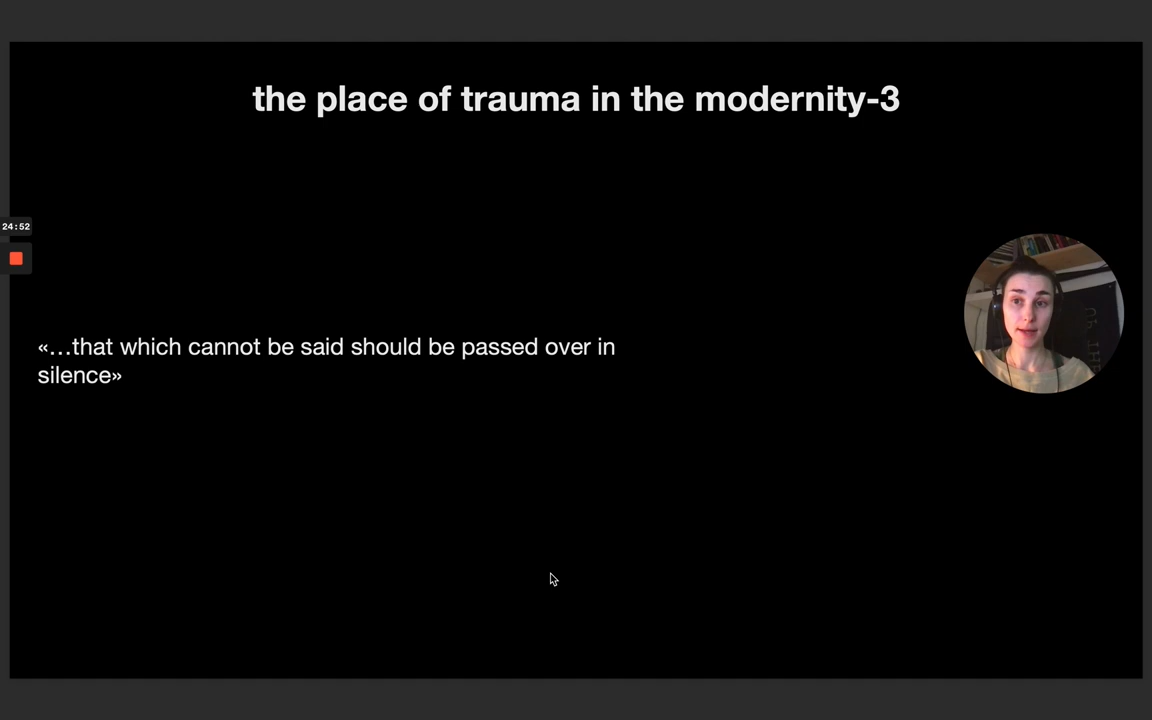 the place of trauma in the modernity-3
24:52
«…that which cannot be said should be passed over in
silence»